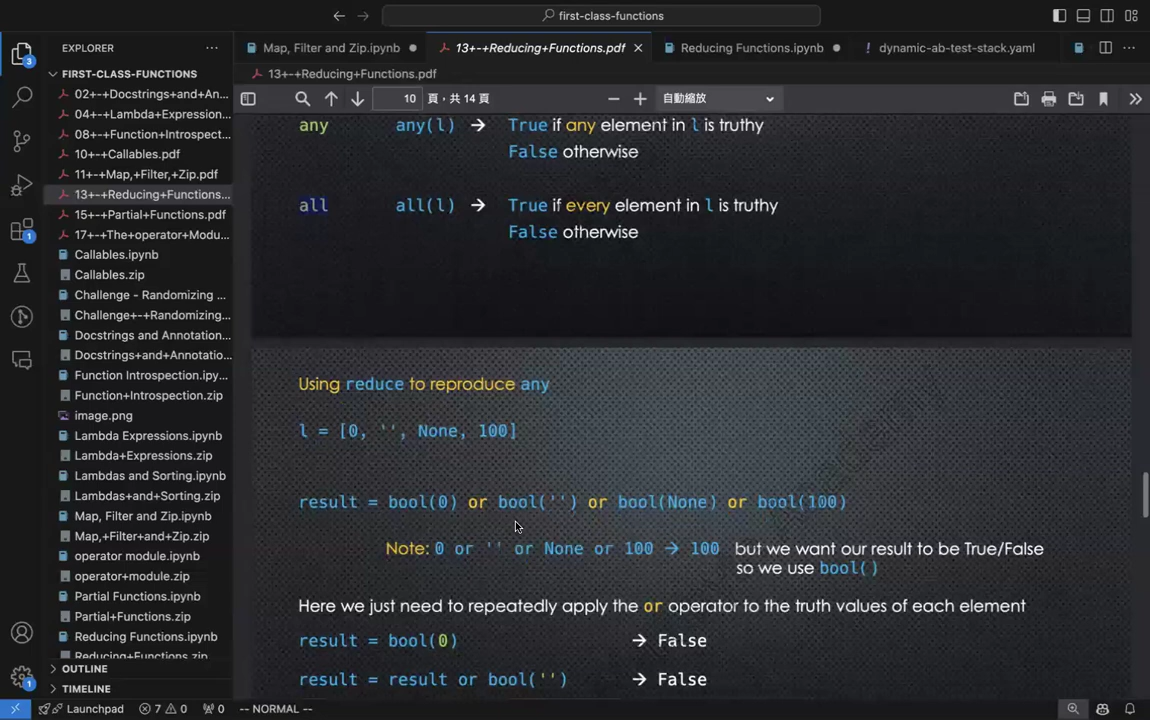 first-class-functions
EXPLORER
Map, Filter and Zip.ipynb
13+-+Reducing+Functions.pdf
Reducing Functions.ipynb
dynamic-ab-test-stack.yaml
FIRST-CLASS-FUNCTIONS
13+-+Reducing+Functions.pdf
10 頁，共 14 頁
自動縮放
02+-+Docstrings+and+An...
04+-+Lambda+Expression...
08+-+Function+Introspect...
10+-+Callables.pdf
11+-+Map,+Filter,+Zip.pdf
13+-+Reducing+Functions...
15+-+Partial+Functions.pdf
17+-+The+operator+Modu...
Callables.ipynb
Callables.zip
Challenge - Randomizing ...
Challenge+-+Randomizing...
Docstrings and Annotation...
Docstrings+and+Annotatio...
Function Introspection.ipy...
Function+Introspection.zip
image.png
Lambda Expressions.ipynb
Lambda+Expressions.zip
Lambdas and Sorting.ipynb
Lambdas+and+Sorting.zip
Map, Filter and Zip.ipynb
Map,+Filter+and+Zip.zip
operator module.ipynb
operator+module.zip
Partial Functions.ipynb
Partial+Functions.zip
Reducing Functions.ipynb
Reducing+Functions.zip
OUTLINE
TIMELINE
any any(l) → True if any element in l is truthy
False otherwise
all all(l) → True if every element in l is truthy
False otherwise
Using reduce to reproduce any
l = [0, '', None, 100]
result = bool(0) or bool('') or bool(None) or bool(100)
Note: 0 or '' or None or 100 → 100 but we want our result to be True/False
so we use bool()
Here we just need to repeatedly apply the or operator to the truth values of each element
result = bool(0) → False
result = result or bool('') → False
3
1
1
Launchpad 7 0 0 -- NORMAL --